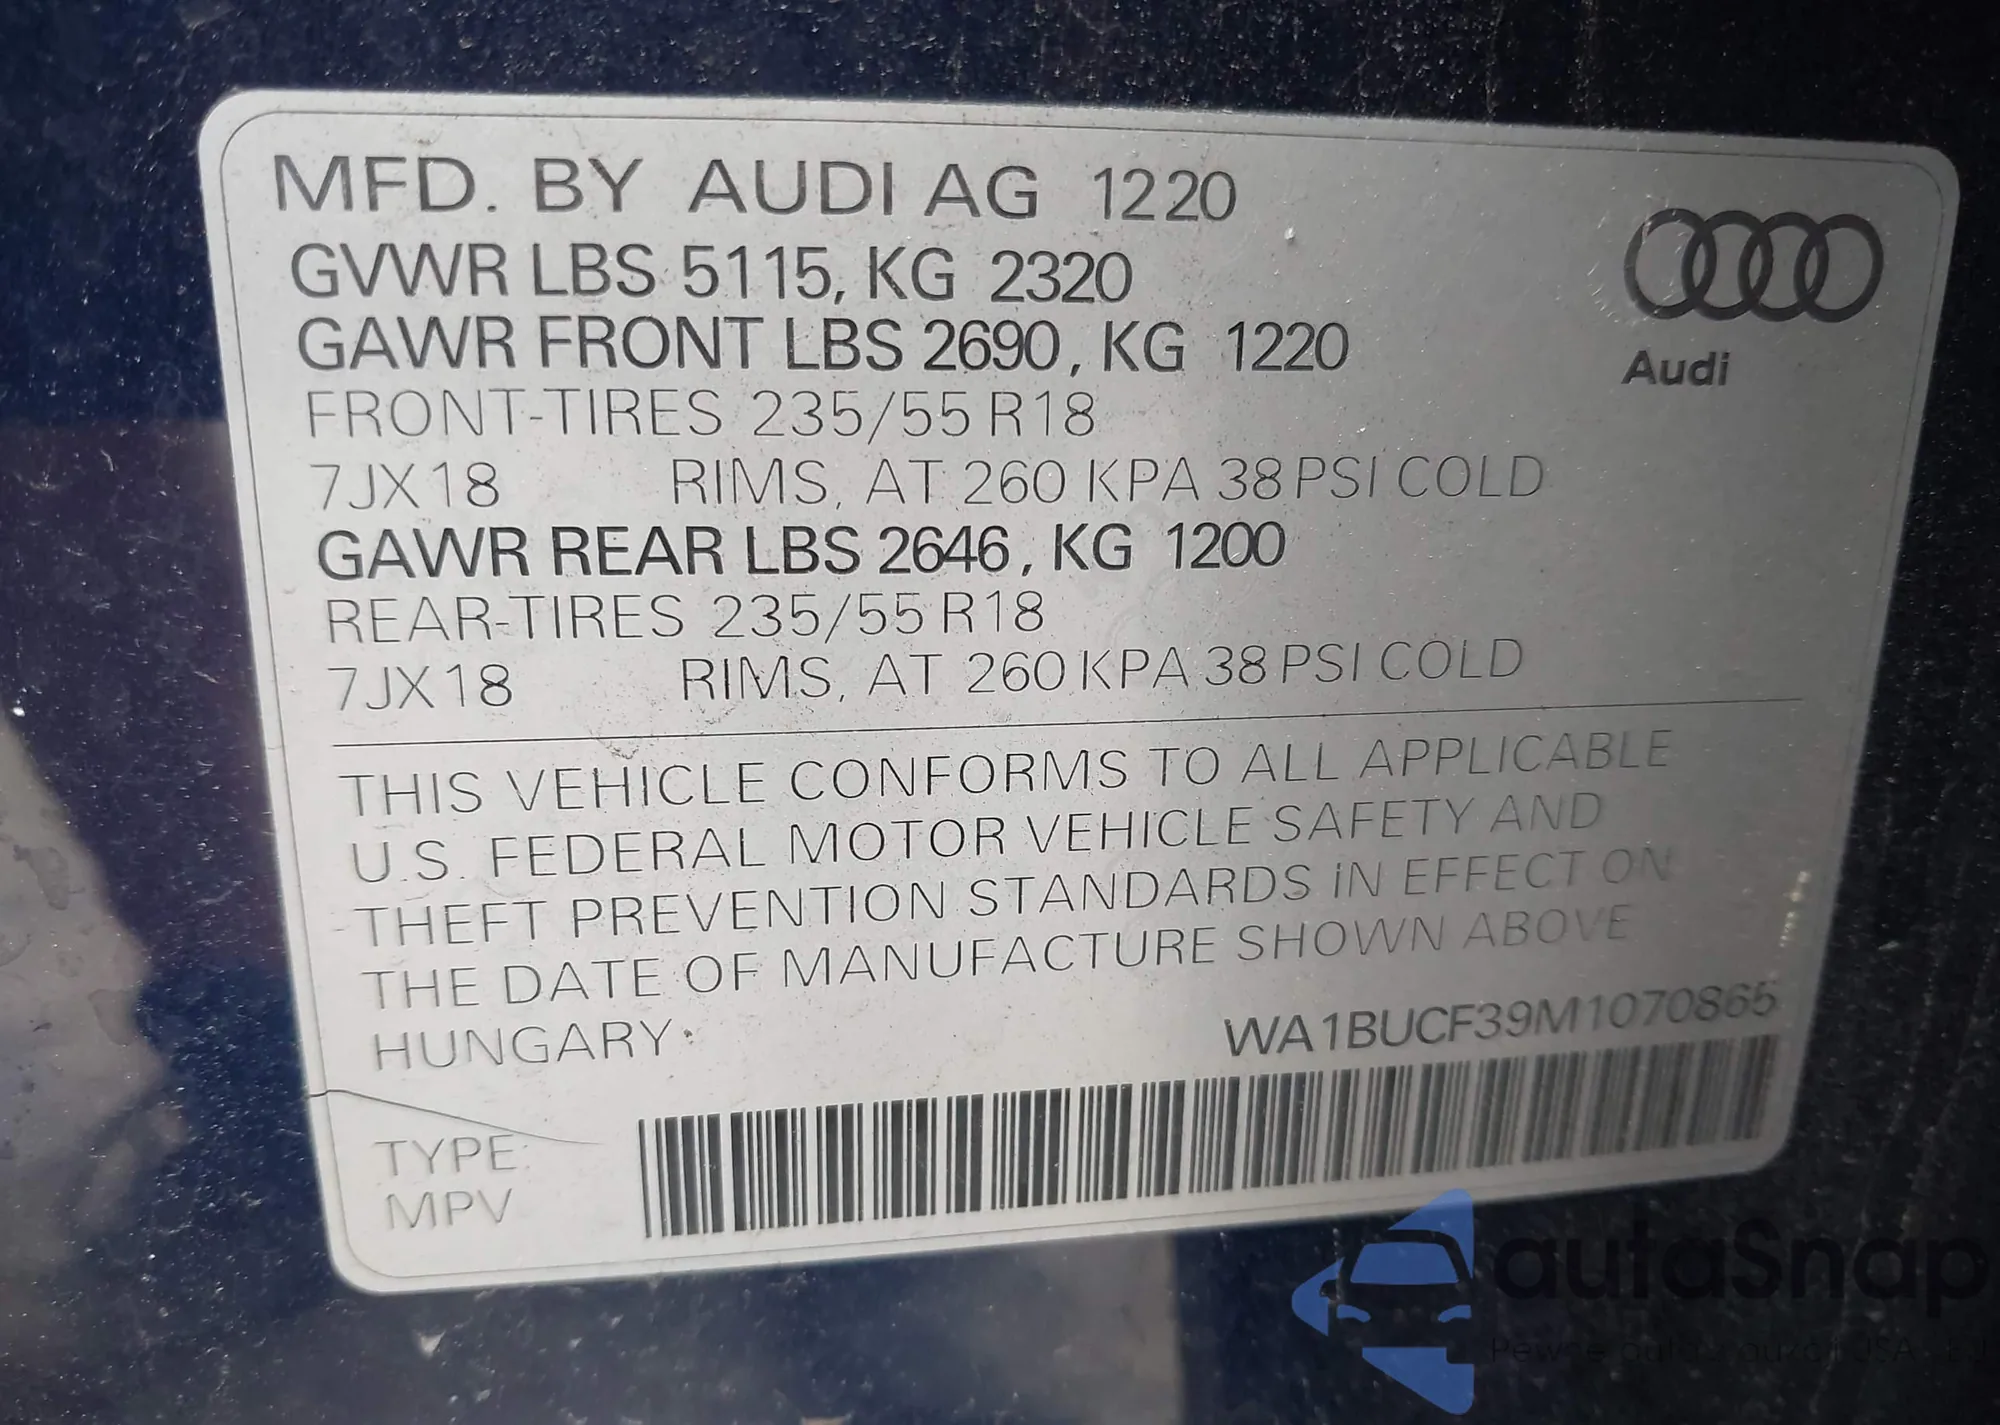 MFD. BY AUDI AG 1220
GVWR LBS 5115, KG 2320
GAWR FRONT LBS 2690, KG 1220
FRONT-TIRES 235/55 R18
7JX18 RIMS, AT 260 KPA 38 PSI COLD
GAWR REAR LBS 2646, KG 1200
REAR-TIRES 235/55 R18
7JX18 RIMS, AT 260 KPA 38 PSI COLD
Audi
THIS VEHICLE CONFORMS TO ALL APPLICABLE
U.S. FEDERAL MOTOR VEHICLE SAFETY AND
THEFT PREVENTION STANDARDS IN EFFECT ON
THE DATE OF MANUFACTURE SHOWN ABOVE
HUNGARY
WA1BUCF39M1070865
TYPE:
MPV
autaSnap
Pewne auta